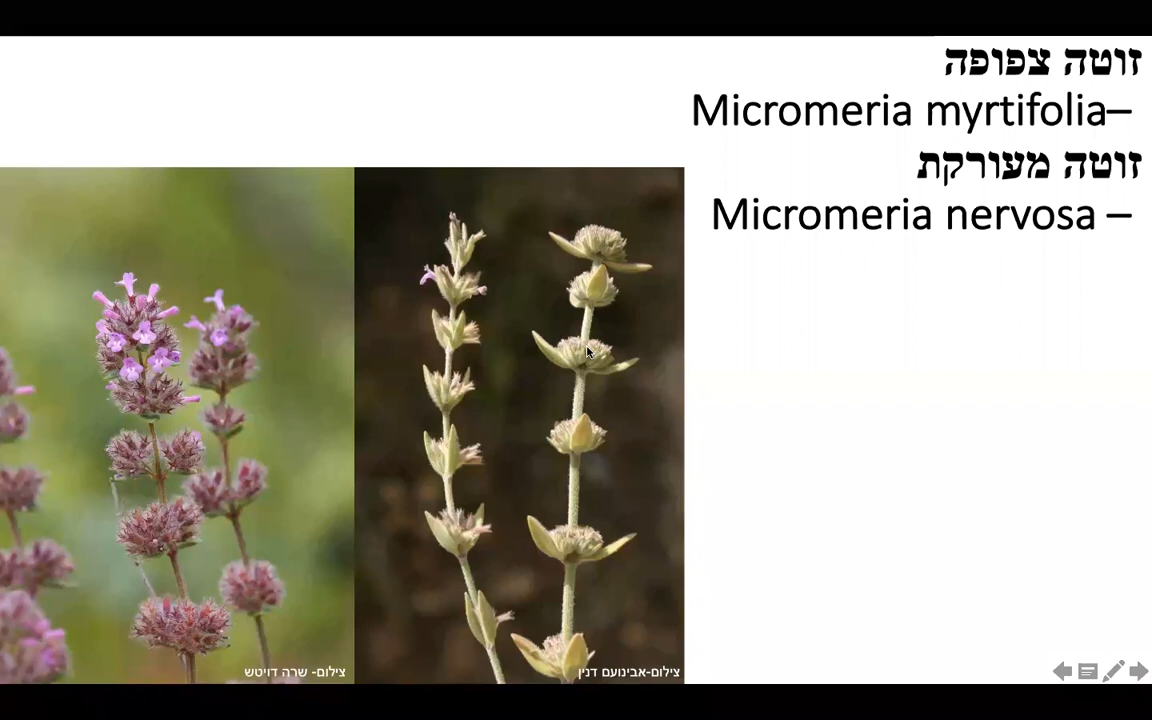 זוטה צפופה
Micromeria myrtifolia–
זוטה מעורקת
Micromeria nervosa –
צילום- שרה דויטש
צילום-אבינועם דנין